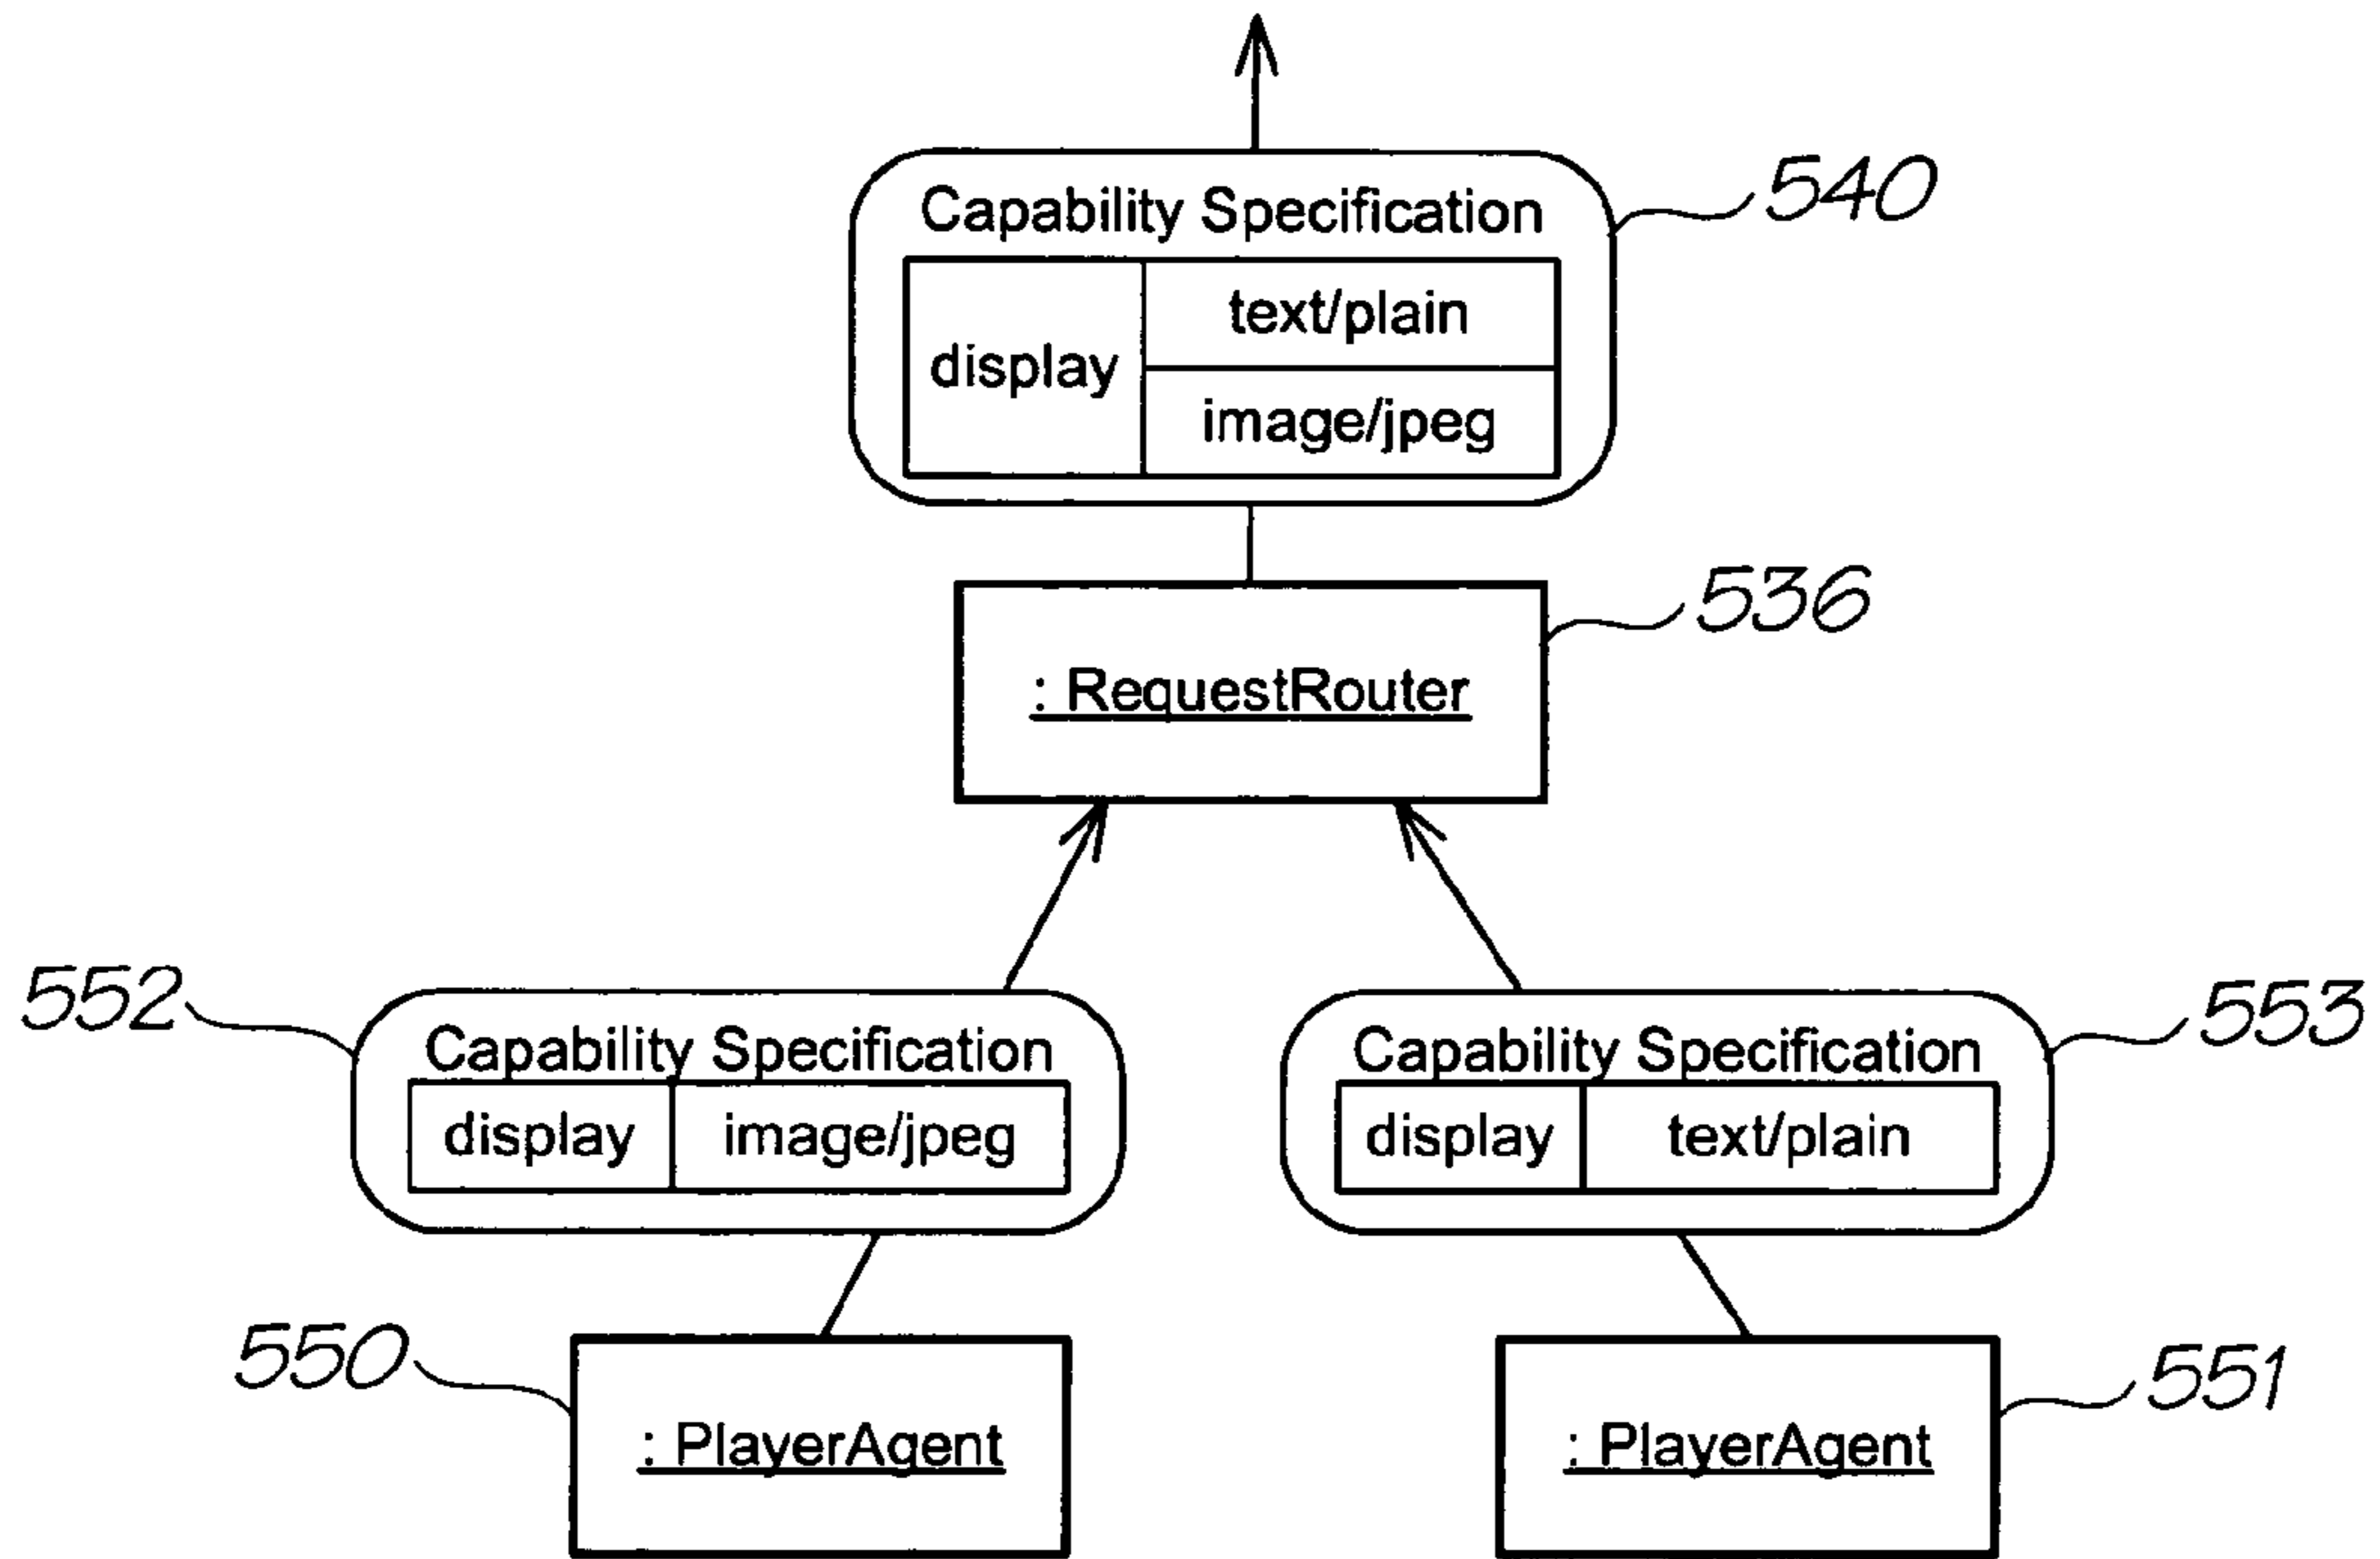 Capability Specification
540
display
text/plain
image/jpeg
536
: RequestRouter
552
Capability Specification
display
image/jpeg
553
Capability Specification
display
text/plain
550
: PlayerAgent
551
: PlayerAgent